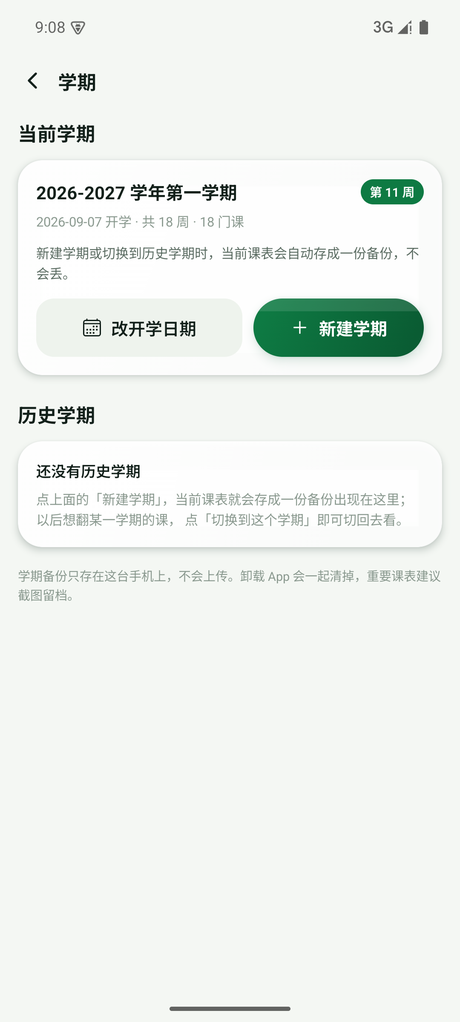 9:08
3G
学期
当前学期
2026-2027 学年第一学期
第 11 周
2026-09-07 开学 · 共 18 周 · 18 门课
新建学期或切换到历史学期时，当前课表会自动存成一份备份，不
会丢。
改开学日期
新建学期
历史学期
还没有历史学期
点上面的「新建学期」，当前课表就会存成一份备份出现在这里；
以后想翻某一学期的课， 点「切换到这个学期」即可切回去看。
学期备份只存在这台手机上，不会上传。卸载 App 会一起清掉，重要课表建议
截图留档。